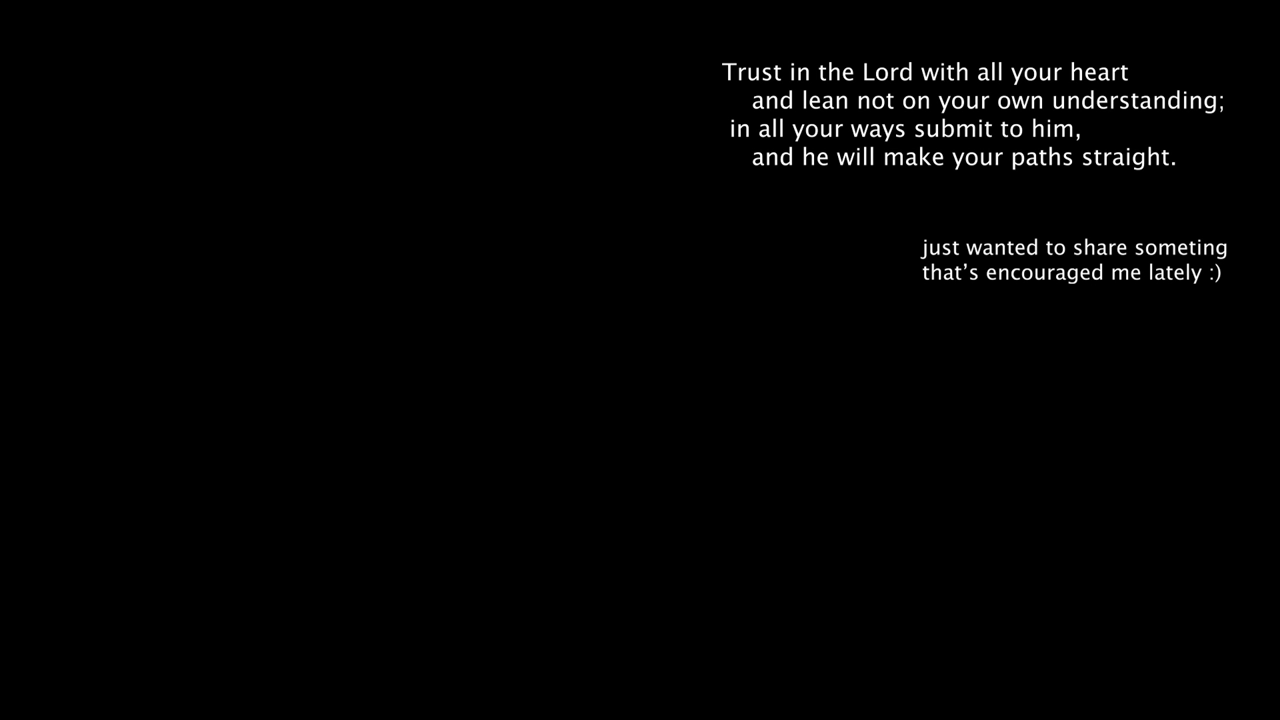 Trust in the Lord with all your heart
and lean not on your own understanding;
in all your ways submit to him,
and he will make your paths straight.
just wanted to share someting
that’s encouraged me lately :)